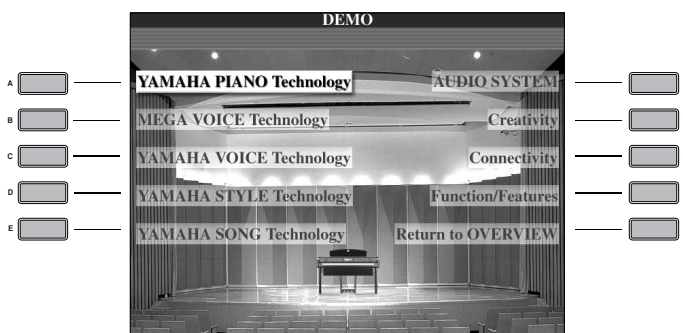 DEMO
A YAMAHA PIANO Technology AUDIO SYSTEM
B MEGA VOICE Technology Creativity
C YAMAHA VOICE Technology Connectivity
D YAMAHA STYLE Technology Function/Features
E YAMAHA SONG Technology Return to OVERVIEW